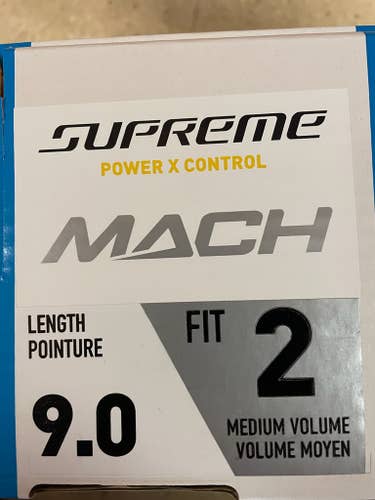 SUPREME
POWER X CONTROL
MACH
LENGTH
POINTURE
9.0
FIT 2
MEDIUM VOLUME
VOLUME MOYEN